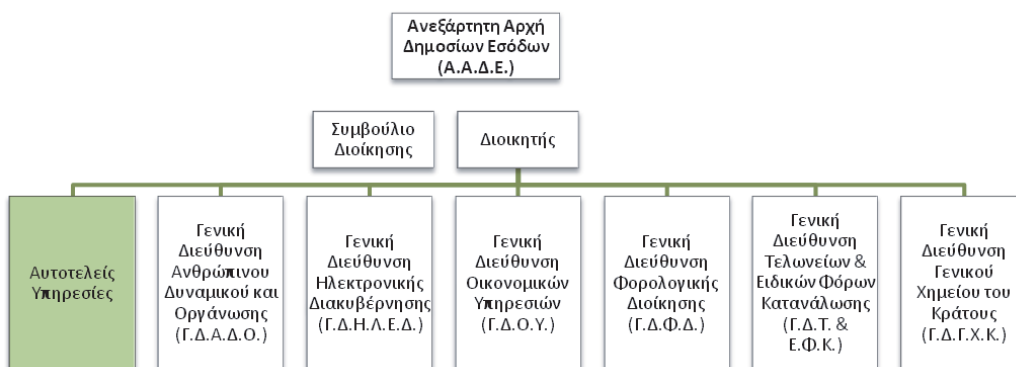 Ανεξάρτητη Αρχή
Δημοσίων Εσόδων
(Α.Α.Δ.Ε.)
Συμβούλιο
Διοίκησης
Διοικητής
Αυτοτελείς
Υπηρεσίες
Γενική
Διεύθυνση
Ανθρώπινου
Δυναμικού και
Οργάνωσης
(Γ.Δ.Α.Δ.Ο.)
Γενική
Διεύθυνση
Ηλεκτρονικής
Διακυβέρνησης
(Γ.Δ.Η.Λ.Ε.Δ.)
Γενική
Διεύθυνση
Οικονομικών
Υπηρεσιών
(Γ.Δ.Ο.Υ.)
Γενική
Διεύθυνση
Φορολογικής
Διοίκησης
(Γ.Δ.Φ.Δ.)
Γενική
Διεύθυνση
Τελωνείων &
Ειδικών Φόρων
Κατανάλωσης
(Γ.Δ.Τ. &
Ε.Φ.Κ.)
Γενική
Διεύθυνση
Γενικού
Χημείου του
Κράτους
(Γ.Δ.Γ.Χ.Κ.)